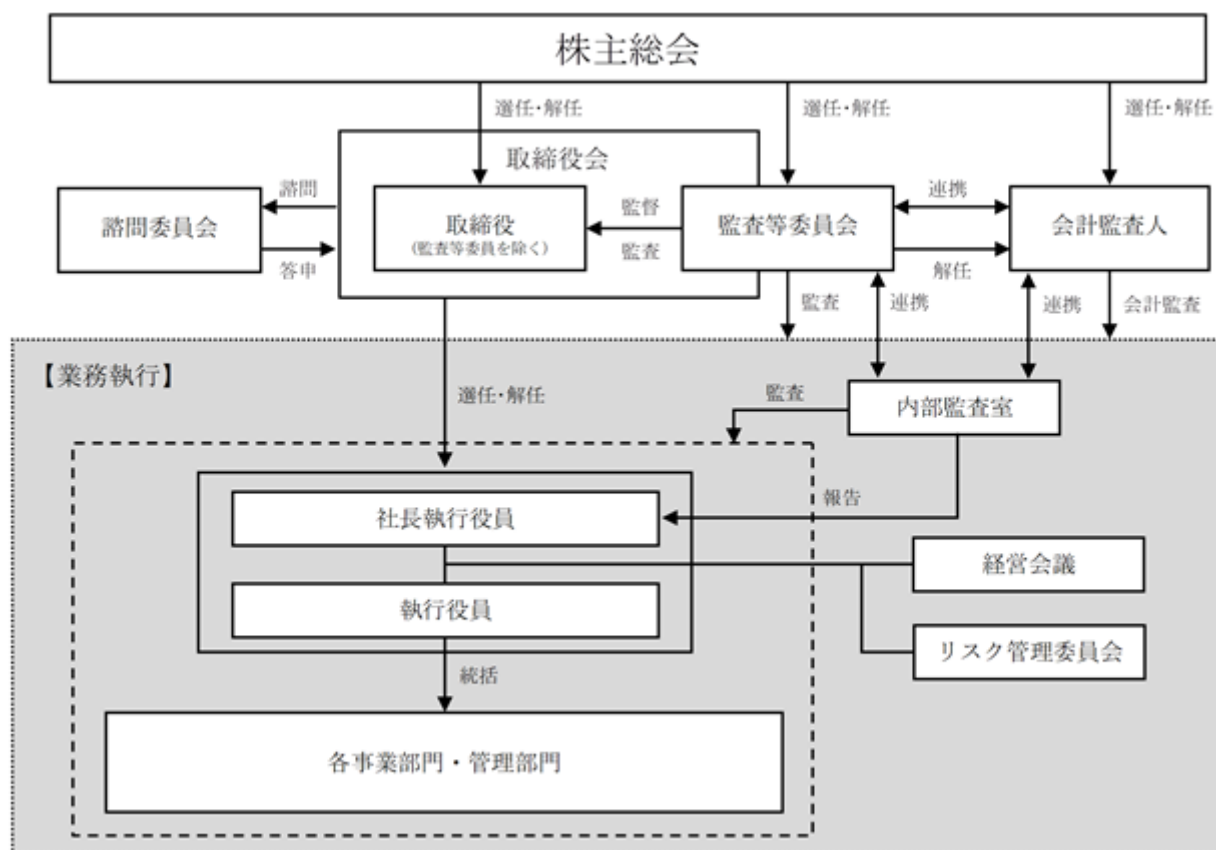 株主総会
選任・解任
選任・解任
選任・解任
取締役会
諮問
諮問委員会
答申
取締役
(監査等委員を除く)
監督
監査
監査等委員会
連携
解任
会計監査人
監査
連携
連携
会計監査
【業務執行】
選任・解任
監査
内部監査室
社長執行役員
報告
経営会議
執行役員
リスク管理委員会
統括
各事業部門・管理部門